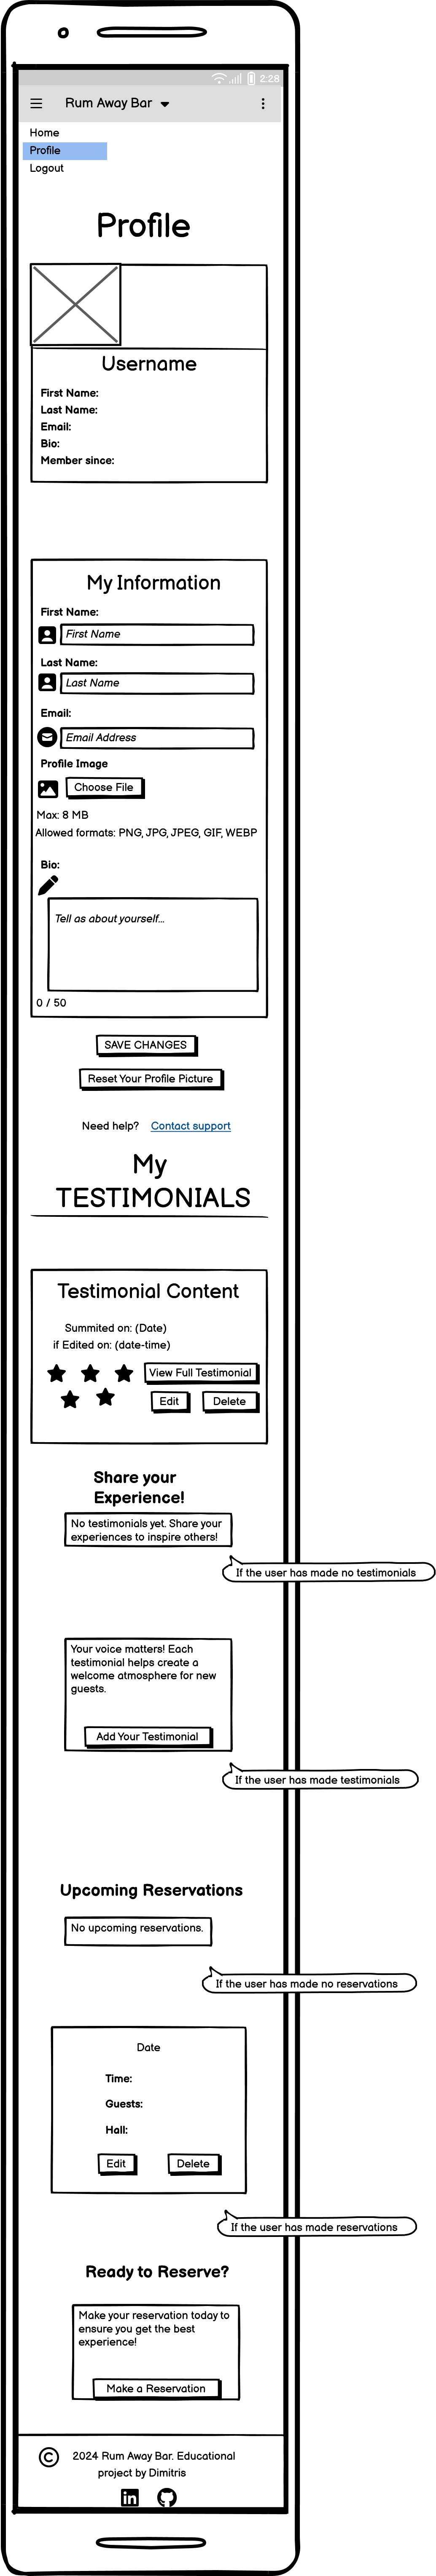 2:28
Rum Away Bar
Home
Profile
Logout
Profile
Username
First Name:
Last Name:
Email:
Bio:
Member since:
My Information
First Name:
First Name
Last Name:
Last Name
Email:
Email Address
Profile Image
Choose File
Max: 8 MB
Allowed formats: PNG, JPG, JPEG, GIF, WEBP
Bio:
Tell as about yourself...
0 / 50
SAVE CHANGES
Reset Your Profile Picture
Need help? Contact support
My
TESTIMONIALS
Testimonial Content
Summited on: (Date)
if Edited on: (date-time)
View Full Testimonial
Edit Delete
Share your
Experience!
No testimonials yet. Share your
experiences to inspire others!
If the user has made no testimonials
Your voice matters! Each
testimonial helps create a
welcome atmosphere for new
guests.
Add Your Testimonial
If the user has made testimonials
Upcoming Reservations
No upcoming reservations.
If the user has made no reservations
Date
Time:
Guests:
Hall:
Edit Delete
If the user has made reservations
Ready to Reserve?
Make your reservation today to
ensure you get the best
experience!
Make a Reservation
© 2024 Rum Away Bar. Educational
project by Dimitris
in